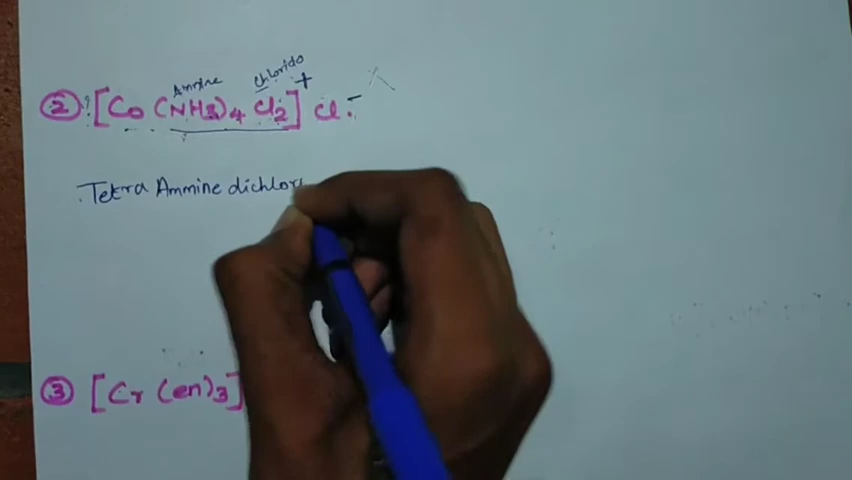 Ammine chlorido
② [Co (NH3)4 Cl2]+ Cl-
Tetra Ammine dichlor
③ [Cr (en)3]